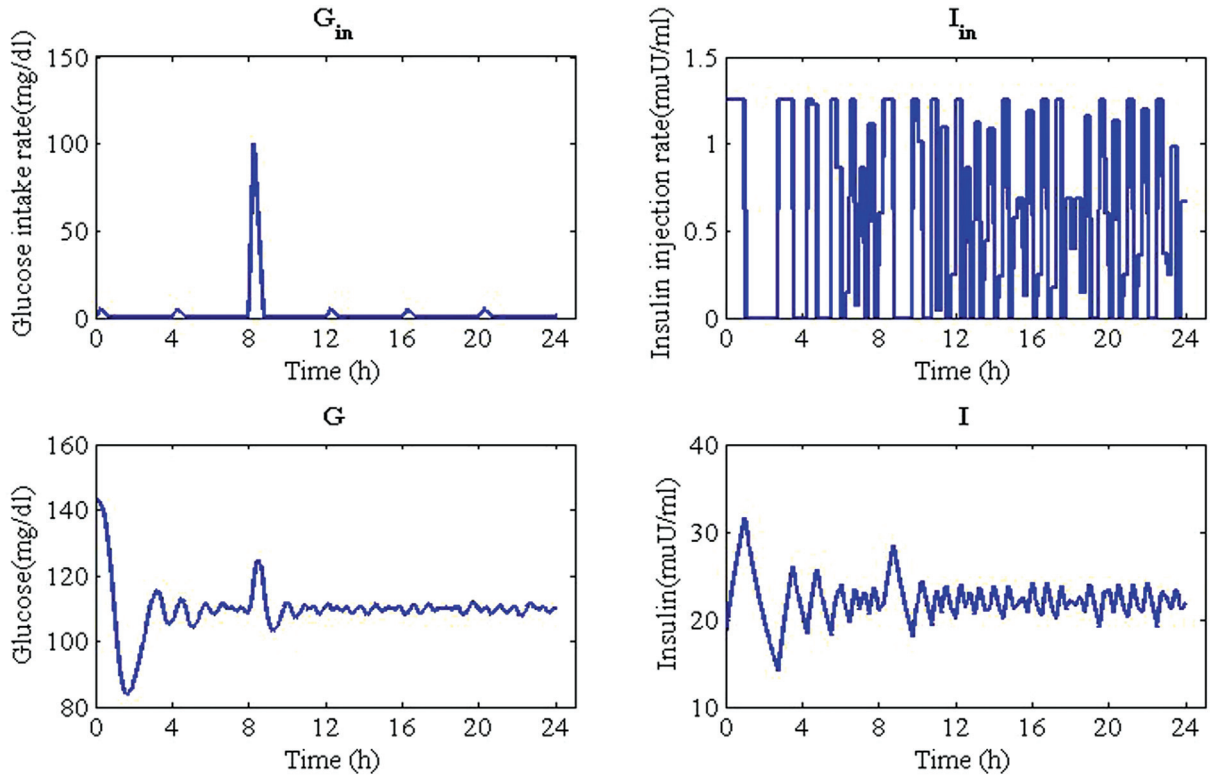 G_in
Glucose intake rate(mg/dl)
150
100
50
0
0 4 8 12 16 20 24
Time (h)
I_in
Insulin injection rate(muU/ml)
1.5
1
0.5
0
0 4 8 12 16 20 24
Time (h)
G
Glucose(mg/dl)
160
140
120
100
80
0 4 8 12 16 20 24
Time (h)
I
Insulin(muU/ml)
40
30
20
10
0 4 8 12 16 20 24
Time (h)